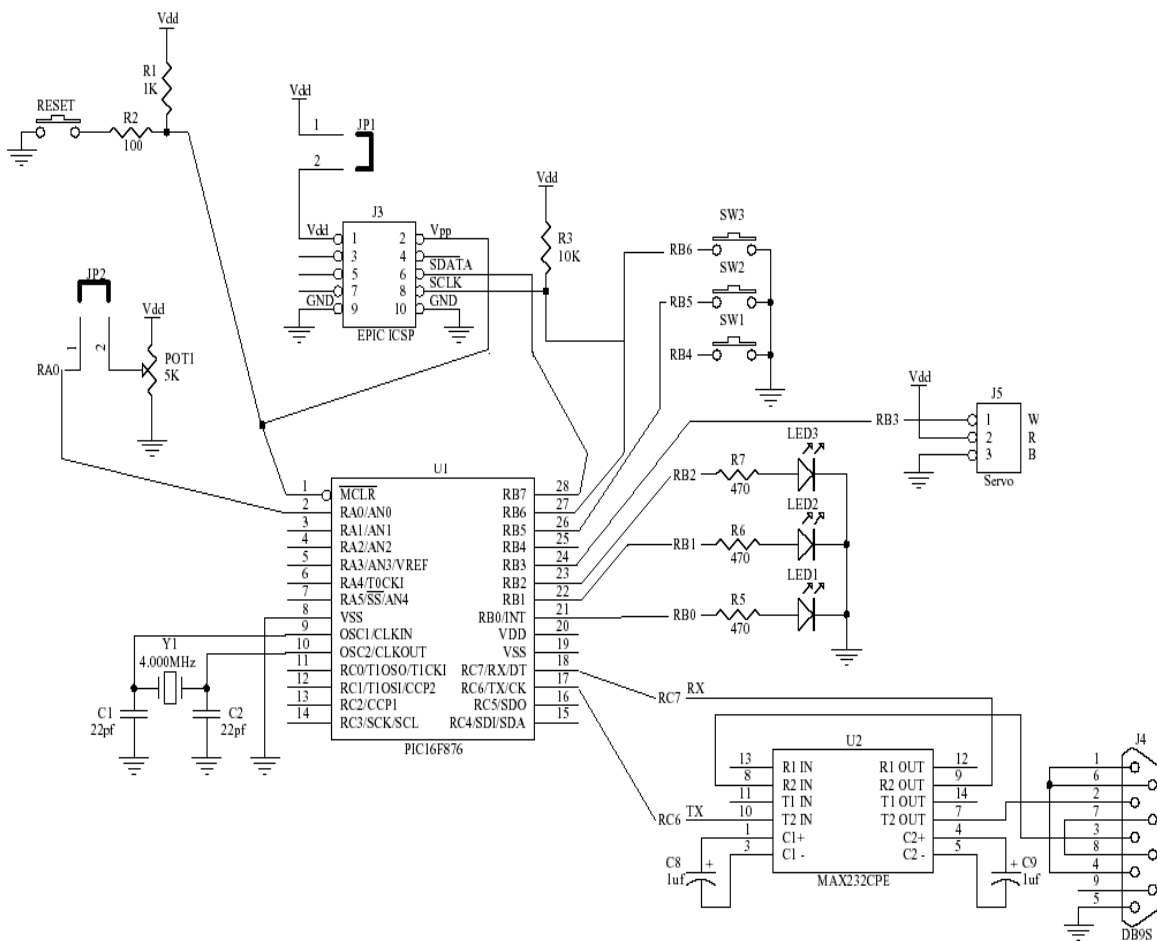 Vdd
R1
1K
RESET
R2
100
Vdd
1
JP1
2
J3
Vdd 1 2 Vpp
3 4
5 6 SDATA
7 8 SCLK
GND 9 10 GND
EPIC ICSP
Vdd
R3
10K
SW3
RB6
SW2
RB5
SW1
RB4
JP2
Vdd
1
2
RA0
POT1
5K
Vdd
J5
RB3
1 W
2 R
3 B
Servo
LED3
RB2
R7
470
LED2
RB1
R6
470
LED1
RB0
R5
470
U1
1 MCLR RB7 28
2 RA0/AN0 RB6 27
3 RA1/AN1 RB5 26
4 RA2/AN2 RB4 25
5 RA3/AN3/VREF RB3 24
6 RA4/T0CKI RB2 23
7 RA5/SS/AN4 RB1 22
8 VSS RB0/INT 21
9 OSC1/CLKIN VDD 20
10 OSC2/CLKOUT VSS 19
11 RC0/T1OSO/T1CKI RC7/RX/DT 18
12 RC1/T1OSI/CCP2 RC6/TX/CK 17
13 RC2/CCP1 RC5/SDO 16
14 RC3/SCK/SCL RC4/SDI/SDA 15
PIC16F876
Y1
4.000MHz
C1
22pf
C2
22pf
RC7 RX
RC6 TX
U2
13 R1 IN R1 OUT 12
8 R2 IN R2 OUT 9
11 T1 IN T1 OUT 14
10 T2 IN T2 OUT 7
1 C1+ C2+ 4
3 C1 - C2 - 5
MAX232CPE
C8 +
1uf
+ C9
1uf
J4
1
6
2
7
3
8
4
9
5
DB9S